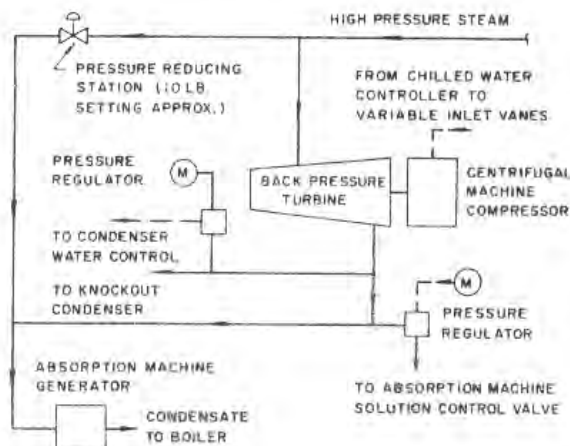 HIGH PRESSURE STEAM
PRESSURE REDUCING
STATION (10 LB.
SETTING APPROX.)
FROM CHILLED WATER
CONTROLLER TO
VARIABLE INLET VANES
PRESSURE
REGULATOR
M
BACK PRESSURE
TURBINE
CENTRIFUGAL
MACHINE
COMPRESSOR
TO CONDENSER
WATER CONTROL
TO KNOCKOUT
CONDENSER
M
PRESSURE
REGULATOR
ABSORPTION MACHINE
GENERATOR
TO ABSORPTION MACHINE
SOLUTION CONTROL VALVE
CONDENSATE
TO BOILER